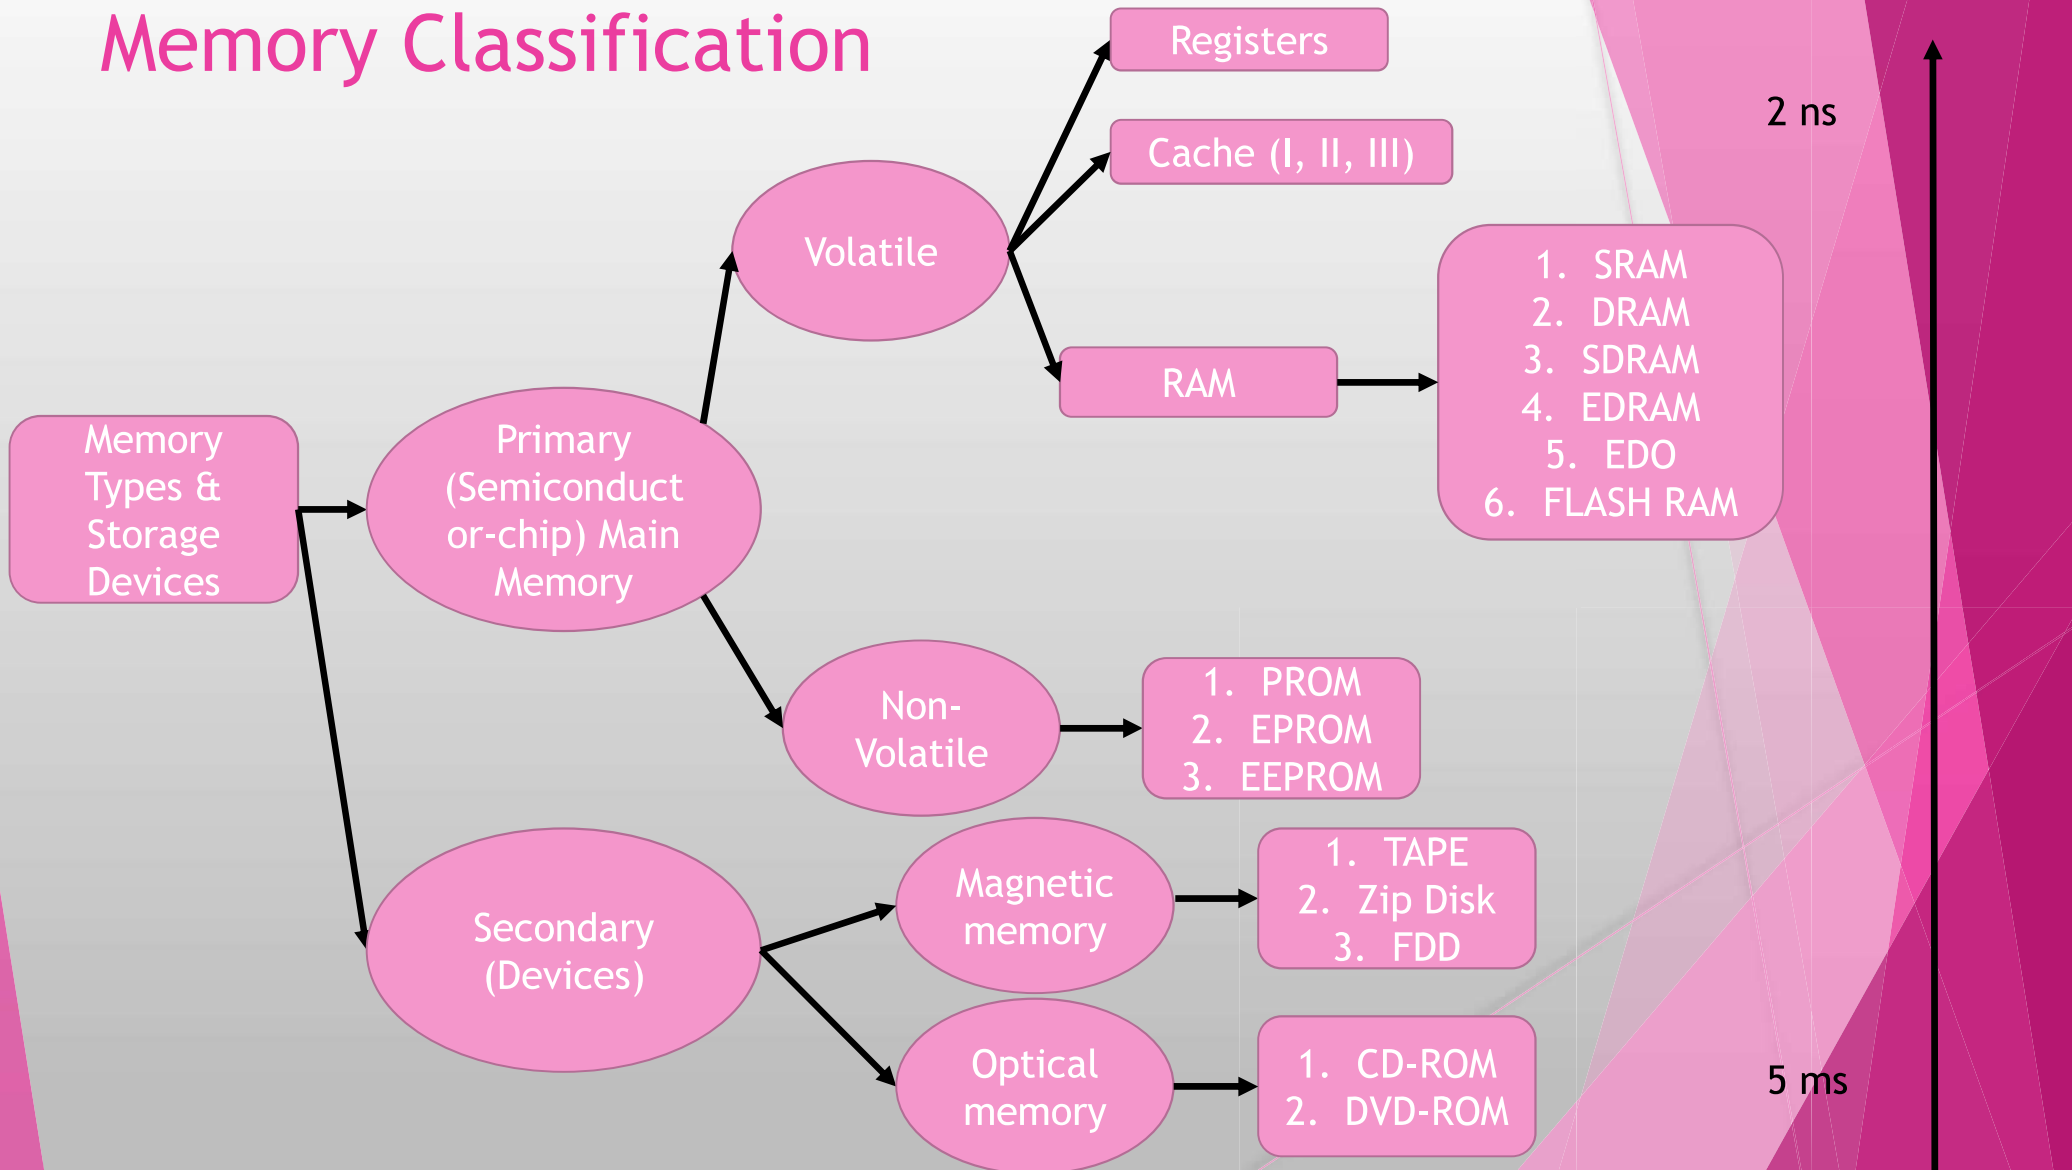 Memory Classification
Registers
2 ns
Cache (I, II, III)
Volatile
1. SRAM
2. DRAM
3. SDRAM
4. EDRAM
5. EDO
6. FLASH RAM
RAM
Memory
Types &
Storage
Devices
Primary
(Semiconduct
or-chip) Main
Memory
Non-
Volatile
1. PROM
2. EPROM
3. EEPROM
Secondary
(Devices)
Magnetic
memory
1. TAPE
2. Zip Disk
3. FDD
Optical
memory
1. CD-ROM
2. DVD-ROM
5 ms